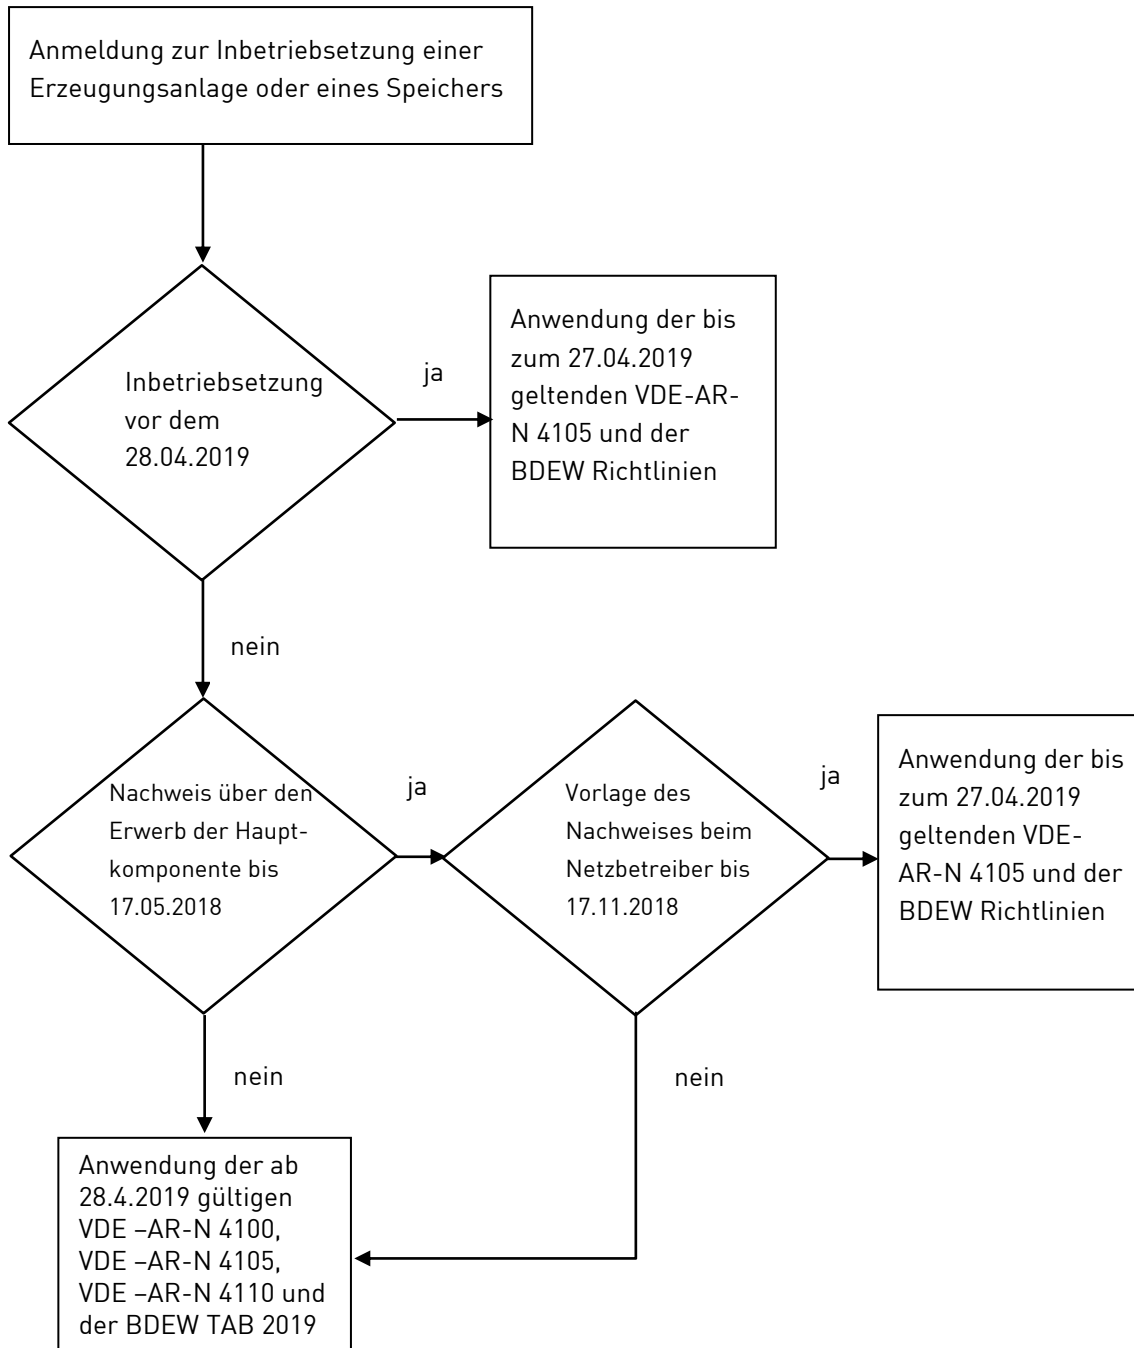 Anmeldung zur Inbetriebsetzung einer
Erzeugungsanlage oder eines Speichers
Inbetriebsetzung
vor dem
28.04.2019
ja
Anwendung der bis
zum 27.04.2019
geltenden VDE-AR-
N 4105 und der
BDEW Richtlinien
nein
Nachweis über den
Erwerb der Haupt-
komponente bis
17.05.2018
ja
Vorlage des
Nachweises beim
Netzbetreiber bis
17.11.2018
ja
Anwendung der bis
zum 27.04.2019
geltenden VDE-
AR-N 4105 und der
BDEW Richtlinien
nein
nein
Anwendung der ab
28.4.2019 gültigen
VDE –AR-N 4100,
VDE –AR-N 4105,
VDE –AR-N 4110 und
der BDEW TAB 2019